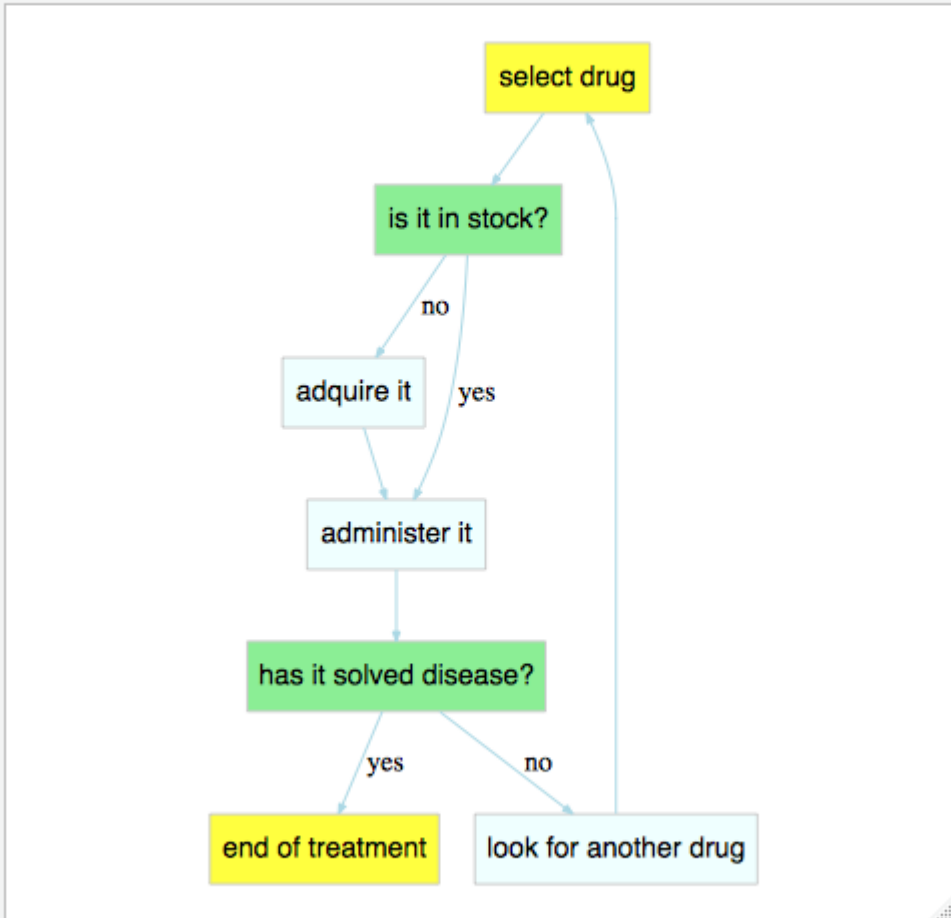 select drug
is it in stock?
no
adquire it
yes
administer it
has it solved disease?
yes
no
end of treatment
look for another drug